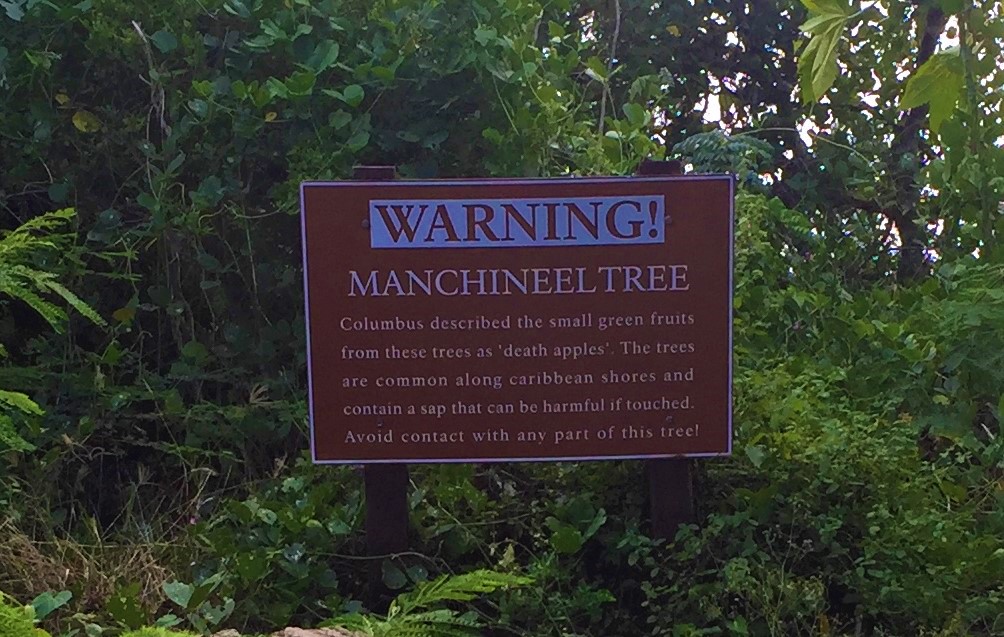 WARNING!
MANCHINEEL TREE
Columbus described the small green fruits
from these trees as 'death apples'. The trees
are common along caribbean shores and
contain a sap that can be harmful if touched.
Avoid contact with any part of this tree!